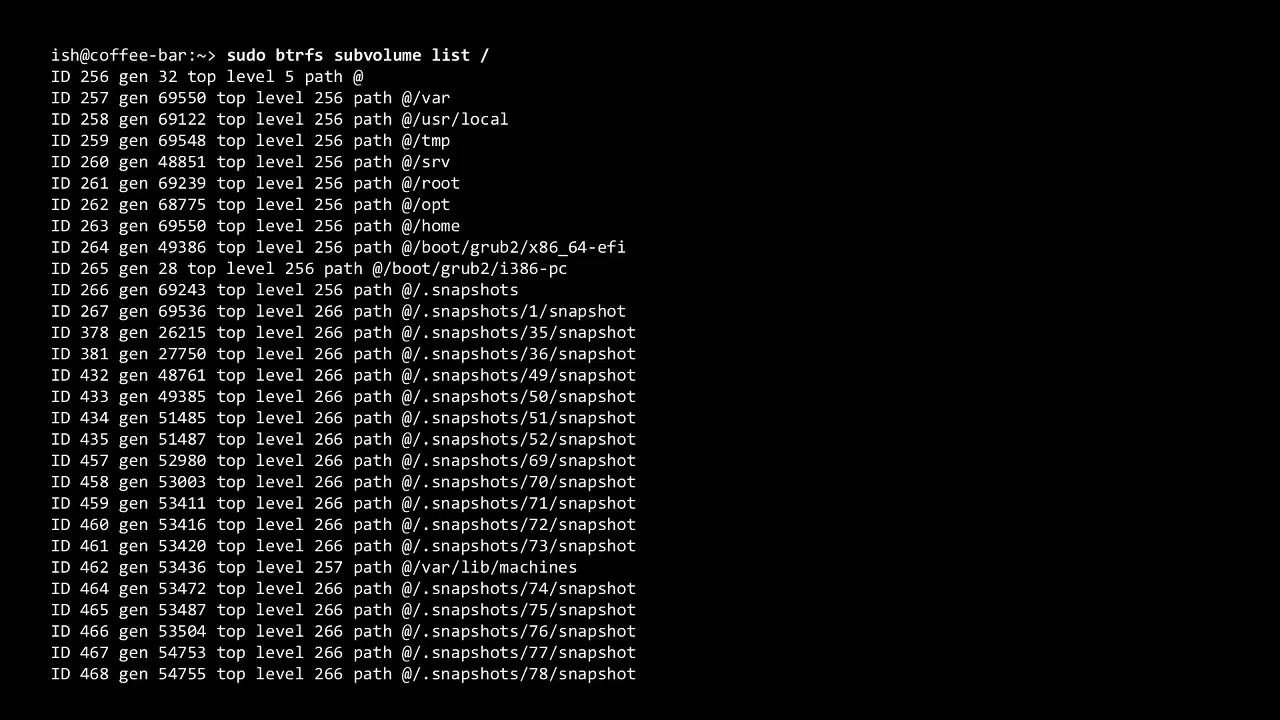 ish@coffee-bar:~> sudo btrfs subvolume list /
ID 256 gen 32 top level 5 path @
ID 257 gen 69550 top level 256 path @/var
ID 258 gen 69122 top level 256 path @/usr/local
ID 259 gen 69548 top level 256 path @/tmp
ID 260 gen 48851 top level 256 path @/srv
ID 261 gen 69239 top level 256 path @/root
ID 262 gen 68775 top level 256 path @/opt
ID 263 gen 69550 top level 256 path @/home
ID 264 gen 49386 top level 256 path @/boot/grub2/x86_64-efi
ID 265 gen 28 top level 256 path @/boot/grub2/i386-pc
ID 266 gen 69243 top level 256 path @/.snapshots
ID 267 gen 69536 top level 266 path @/.snapshots/1/snapshot
ID 378 gen 26215 top level 266 path @/.snapshots/35/snapshot
ID 381 gen 27750 top level 266 path @/.snapshots/36/snapshot
ID 432 gen 48761 top level 266 path @/.snapshots/49/snapshot
ID 433 gen 49385 top level 266 path @/.snapshots/50/snapshot
ID 434 gen 51485 top level 266 path @/.snapshots/51/snapshot
ID 435 gen 51487 top level 266 path @/.snapshots/52/snapshot
ID 457 gen 52980 top level 266 path @/.snapshots/69/snapshot
ID 458 gen 53003 top level 266 path @/.snapshots/70/snapshot
ID 459 gen 53411 top level 266 path @/.snapshots/71/snapshot
ID 460 gen 53416 top level 266 path @/.snapshots/72/snapshot
ID 461 gen 53420 top level 266 path @/.snapshots/73/snapshot
ID 462 gen 53436 top level 257 path @/var/lib/machines
ID 464 gen 53472 top level 266 path @/.snapshots/74/snapshot
ID 465 gen 53487 top level 266 path @/.snapshots/75/snapshot
ID 466 gen 53504 top level 266 path @/.snapshots/76/snapshot
ID 467 gen 54753 top level 266 path @/.snapshots/77/snapshot
ID 468 gen 54755 top level 266 path @/.snapshots/78/snapshot